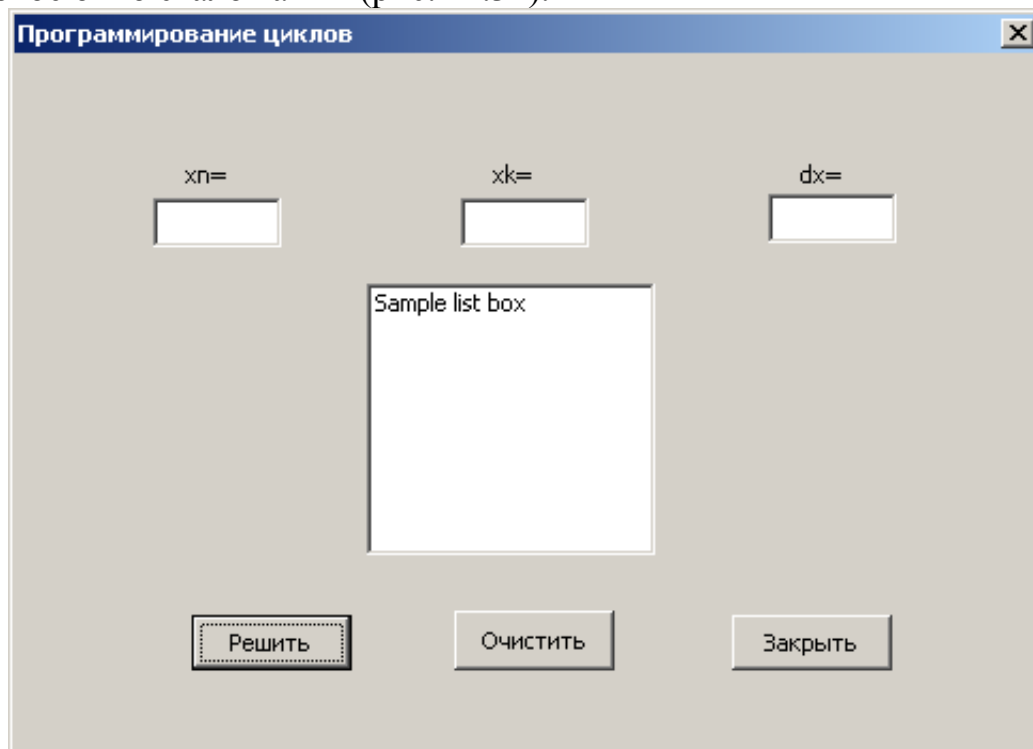 Программирование циклов
xn=
xk=
dx=
Sample list box
Решить
Очистить
Закрыть